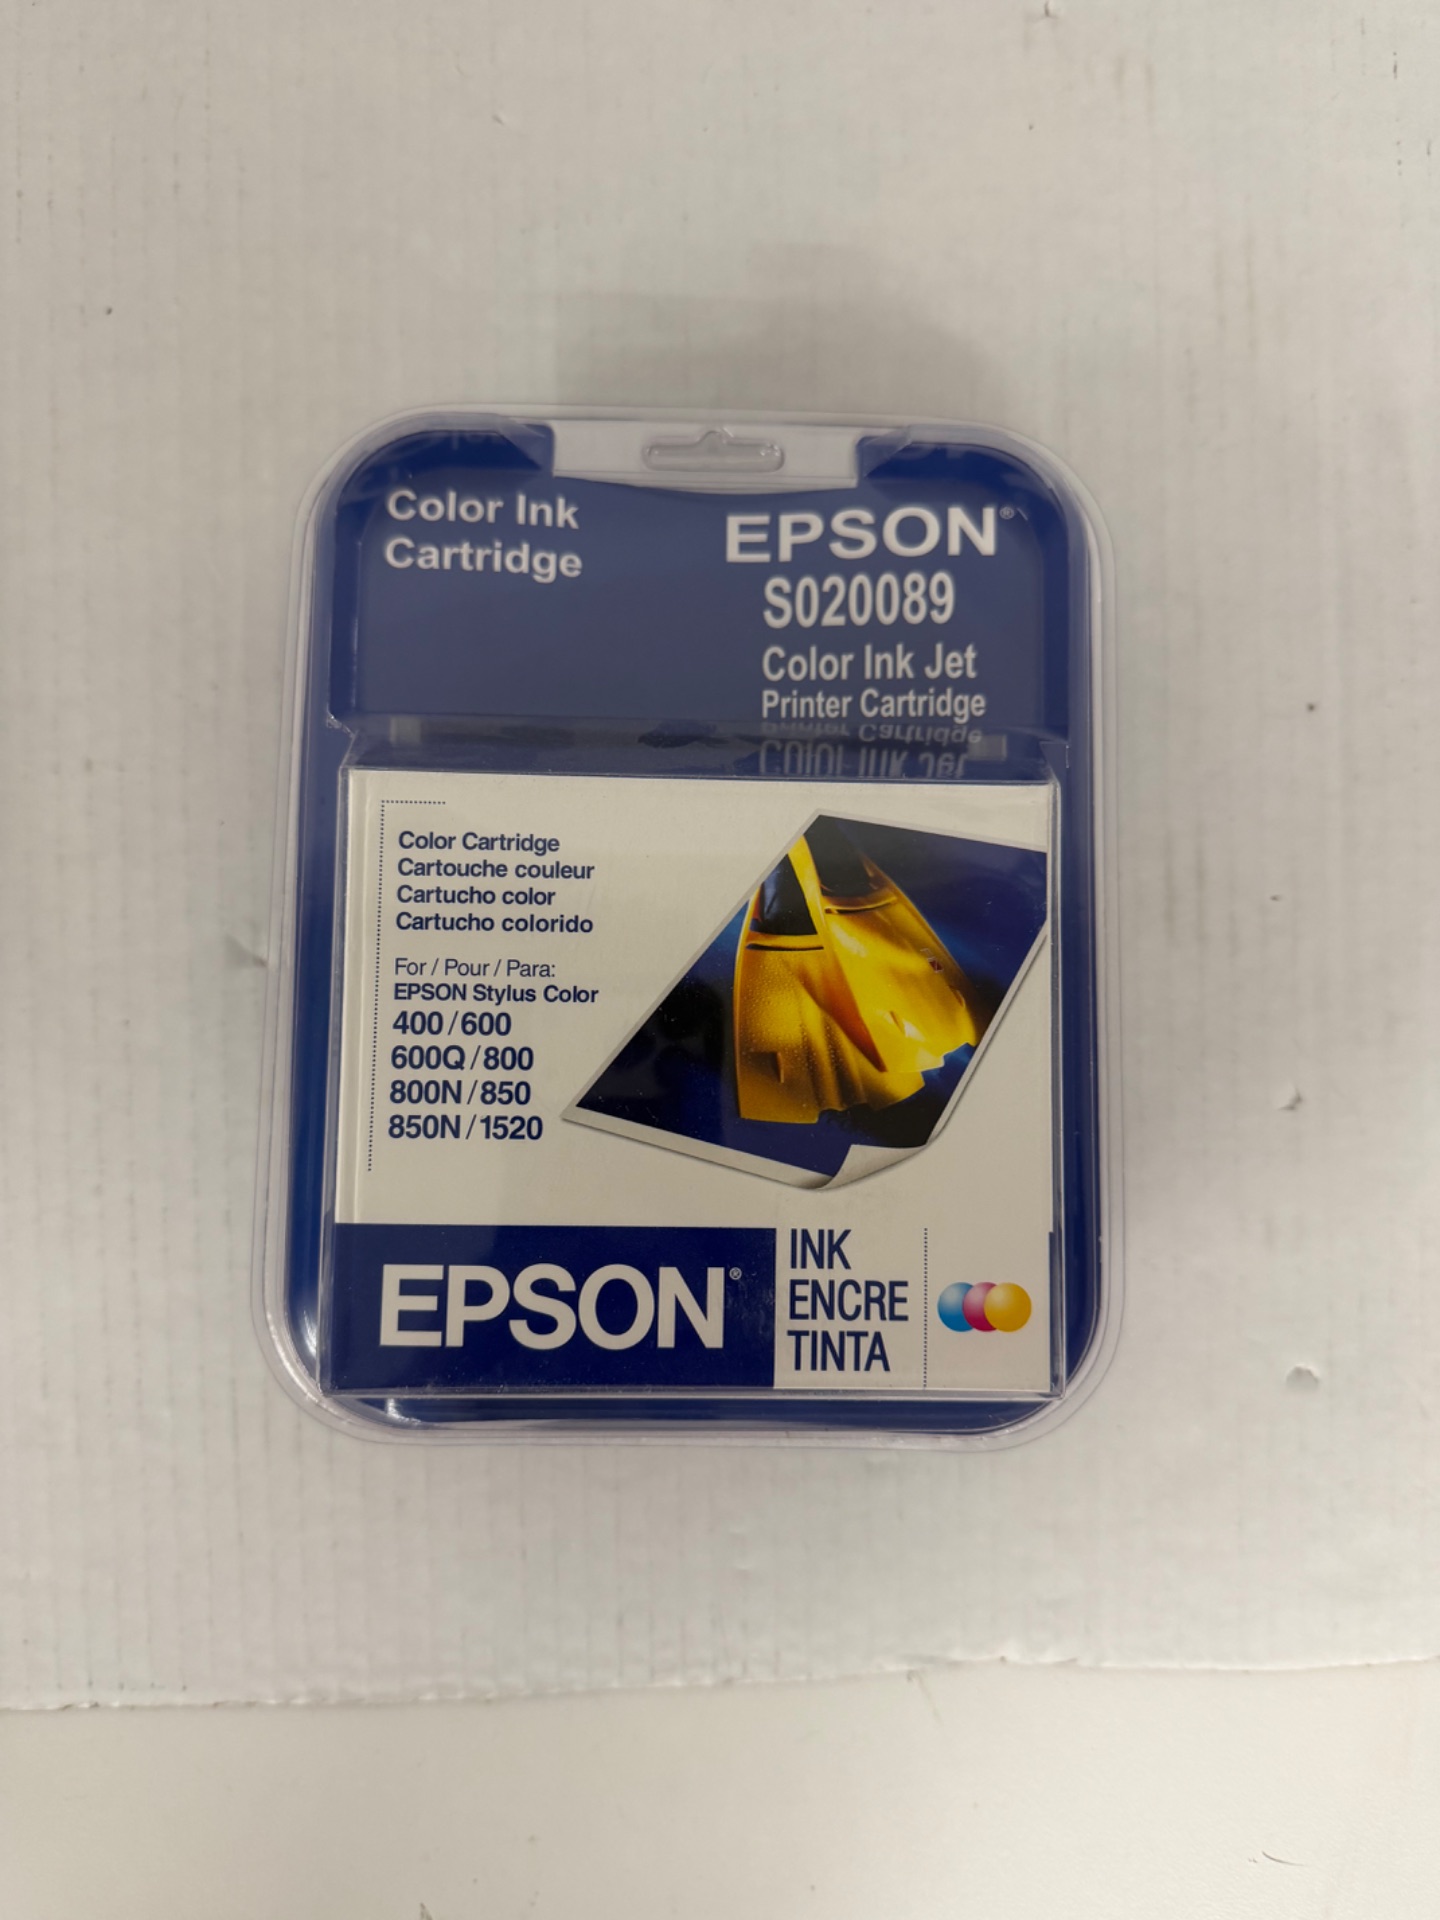 Color Ink
Cartridge
EPSON®
S020089
Color Ink Jet
Printer Cartridge
Color Cartridge
Cartouche couleur
Cartucho color
Cartucho colorido
For / Pour / Para:
EPSON Stylus Color
400/600
600Q/800
800N/850
850N/1520
EPSON®
INK
ENCRE
TINTA